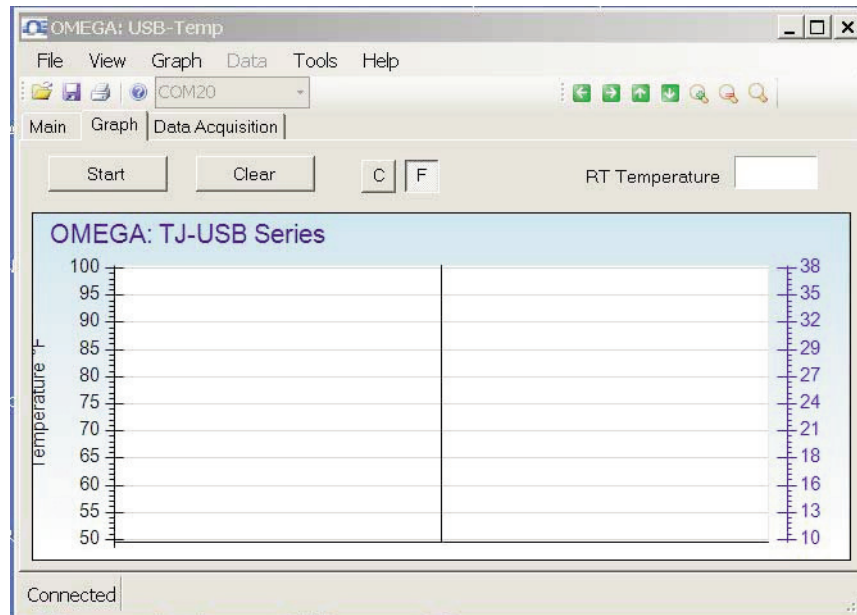 OMEGA: USB-Temp
File View Graph Data Tools Help
COM20
Main Graph Data Acquisition
Start Clear C F RT Temperature
OMEGA: TJ-USB Series
Temperature °F
100 38
95 35
90 32
85 29
80 27
75 24
70 21
65 18
60 16
55 13
50 10
Connected